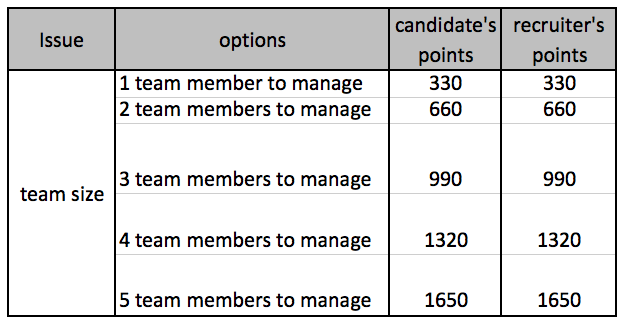 Issue options candidate's points recruiter's points
team size
1 team member to manage 330 330
2 team members to manage 660 660
3 team members to manage 990 990
4 team members to manage 1320 1320
5 team members to manage 1650 1650